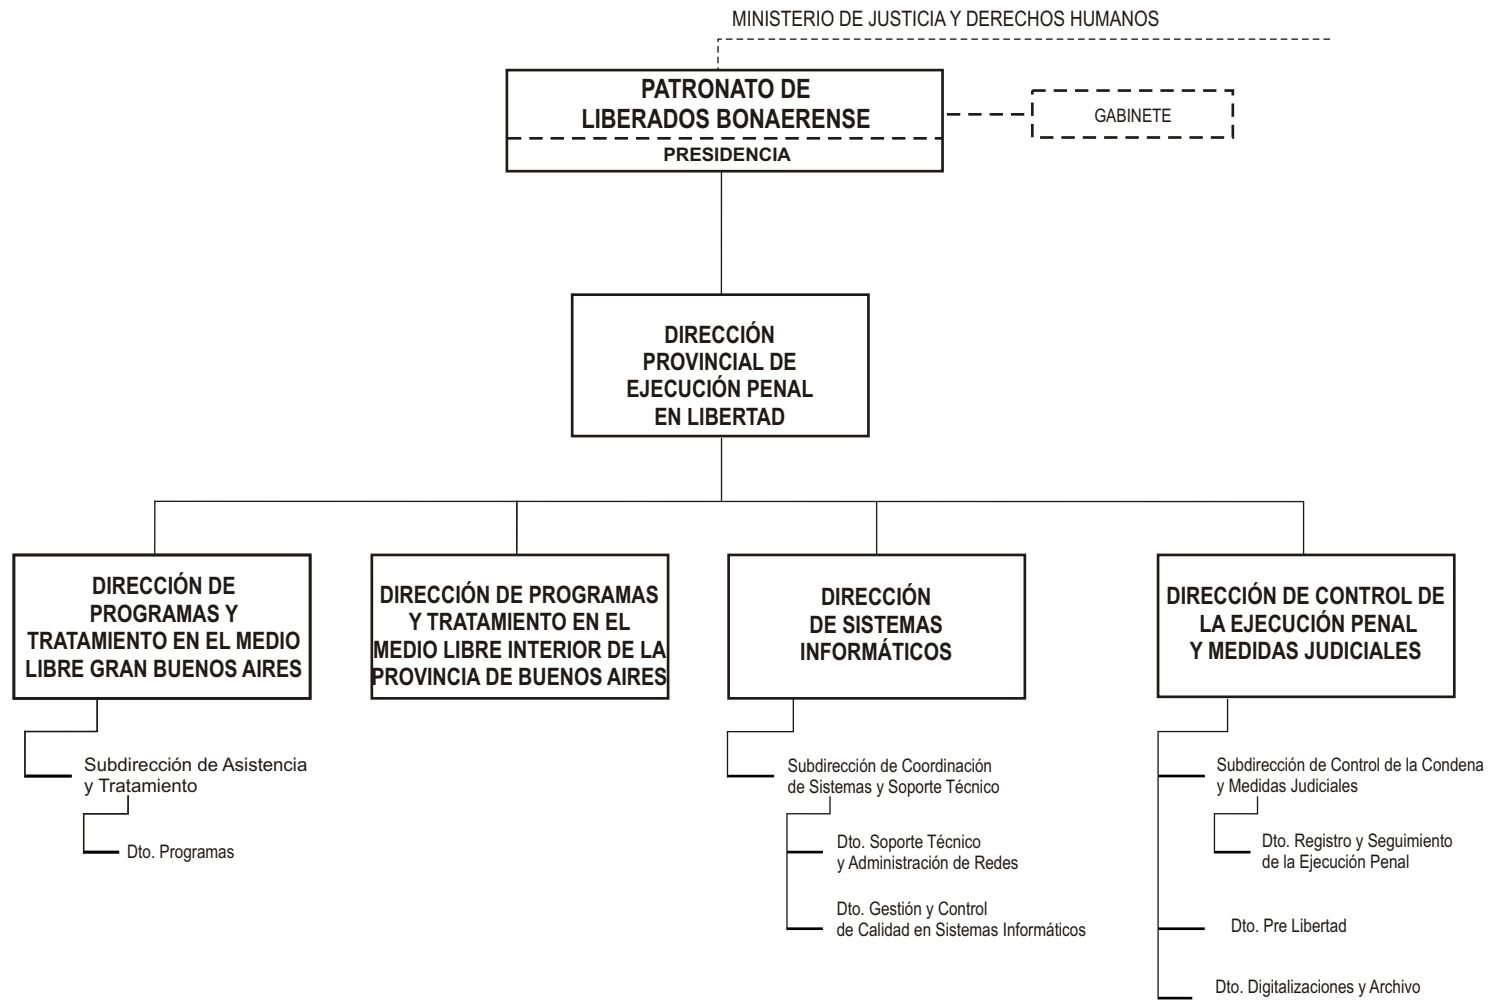 MINISTERIO DE JUSTICIA Y DERECHOS HUMANOS
PATRONATO DE
LIBERADOS BONAERENSE
PRESIDENCIA
GABINETE
DIRECCIÓN
PROVINCIAL DE
EJECUCIÓN PENAL
EN LIBERTAD
DIRECCIÓN DE
PROGRAMAS Y
TRATAMIENTO EN EL MEDIO
LIBRE GRAN BUENOS AIRES
Subdirección de Asistencia
y Tratamiento
Dto. Programas
DIRECCIÓN DE PROGRAMAS
Y TRATAMIENTO EN EL
MEDIO LIBRE INTERIOR DE LA
PROVINCIA DE BUENOS AIRES
DIRECCIÓN
DE SISTEMAS
INFORMÁTICOS
Subdirección de Coordinación
de Sistemas y Soporte Técnico
Dto. Soporte Técnico
y Administración de Redes
Dto. Gestión y Control
de Calidad en Sistemas Informáticos
DIRECCIÓN DE CONTROL DE
LA EJECUCIÓN PENAL
Y MEDIDAS JUDICIALES
Subdirección de Control de la Condena
y Medidas Judiciales
Dto. Registro y Seguimiento
de la Ejecución Penal
Dto. Pre Libertad
Dto. Digitalizaciones y Archivo